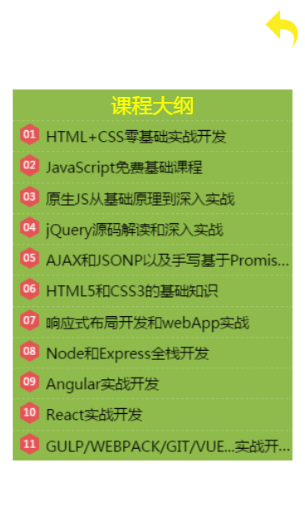 课程大纲
01 HTML+CSS零基础实战开发
02 JavaScript免费基础课程
03 原生JS从基础原理到深入实战
04 jQuery源码解读和深入实战
05 AJAX和JSONP以及手写基于Promis...
06 HTML5和CSS3的基础知识
07 响应式布局开发和webApp实战
08 Node和Express全栈开发
09 Angular实战开发
10 React实战开发
11 GULP/WEBPACK/GIT/VUE...实战开...